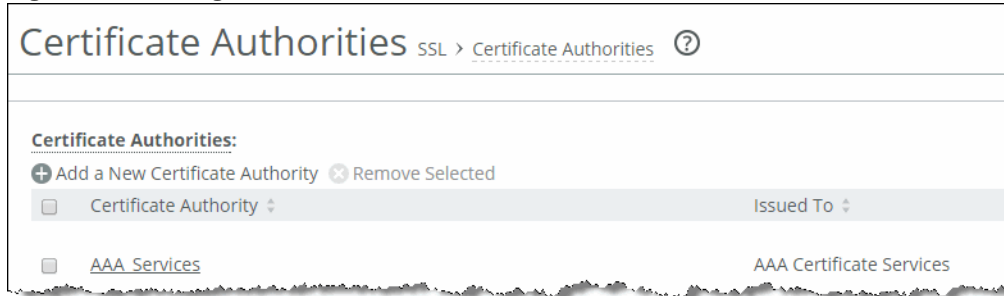 Certificate Authorities SSL › Certificate Authorities ?
Certificate Authorities:
Add a New Certificate Authority Remove Selected
Certificate Authority Issued To
AAA_Services AAA Certificate Services